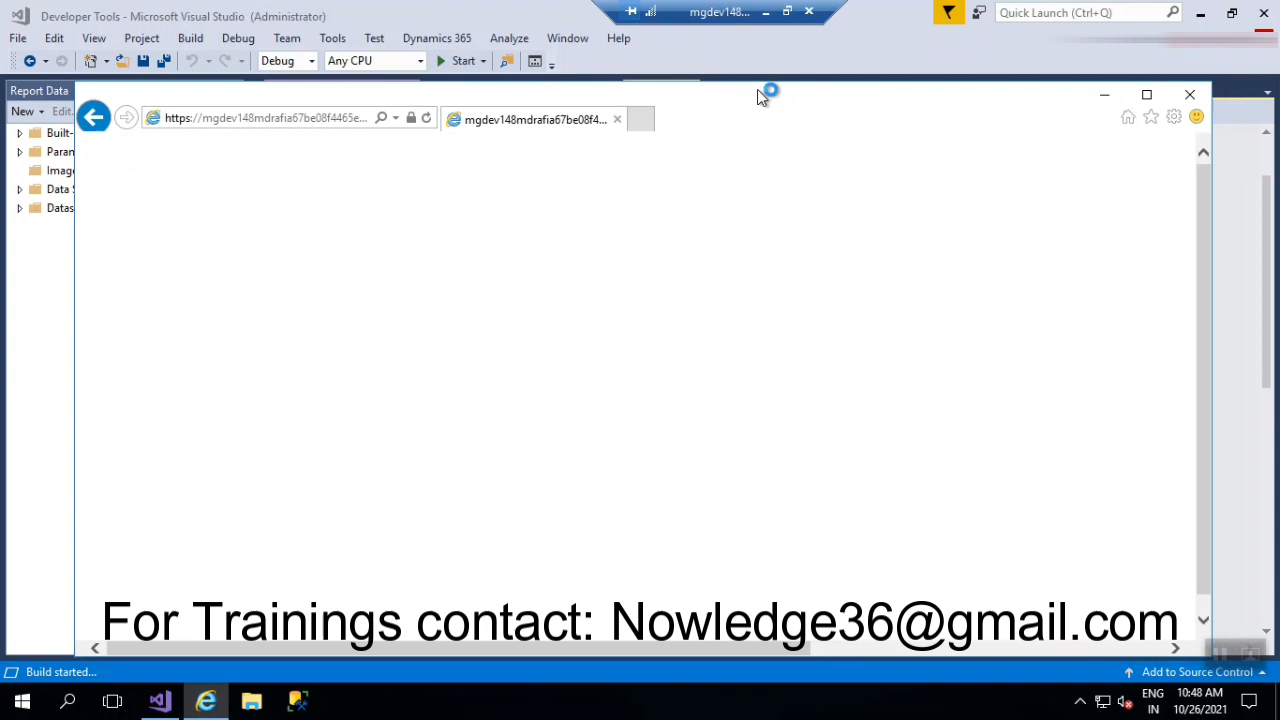 Developer Tools - Microsoft Visual Studio (Administrator)
mgdev148...
Quick Launch (Ctrl+Q)
File Edit View Project Build Debug Team Tools Test Dynamics 365 Analyze Window Help
Debug Any CPU Start
Report Data
New Edit
https://mgdev148mdrafia67be08f4465e...
mgdev148mdrafia67be08f4...
Built-
Param
Image
Data S
Datas
For Trainings contact: Nowledge36@gmail.com
Build started...
Add to Source Control
ENG
IN
10:48 AM
10/26/2021